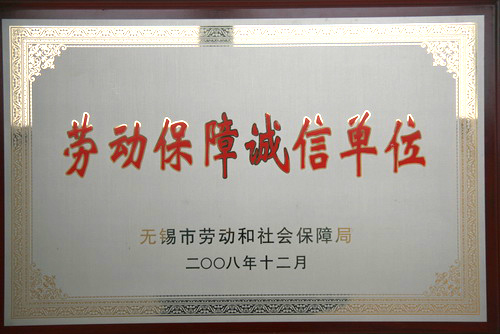 劳动保障诚信单位
无锡市劳动和社会保障局
二〇〇八年十二月